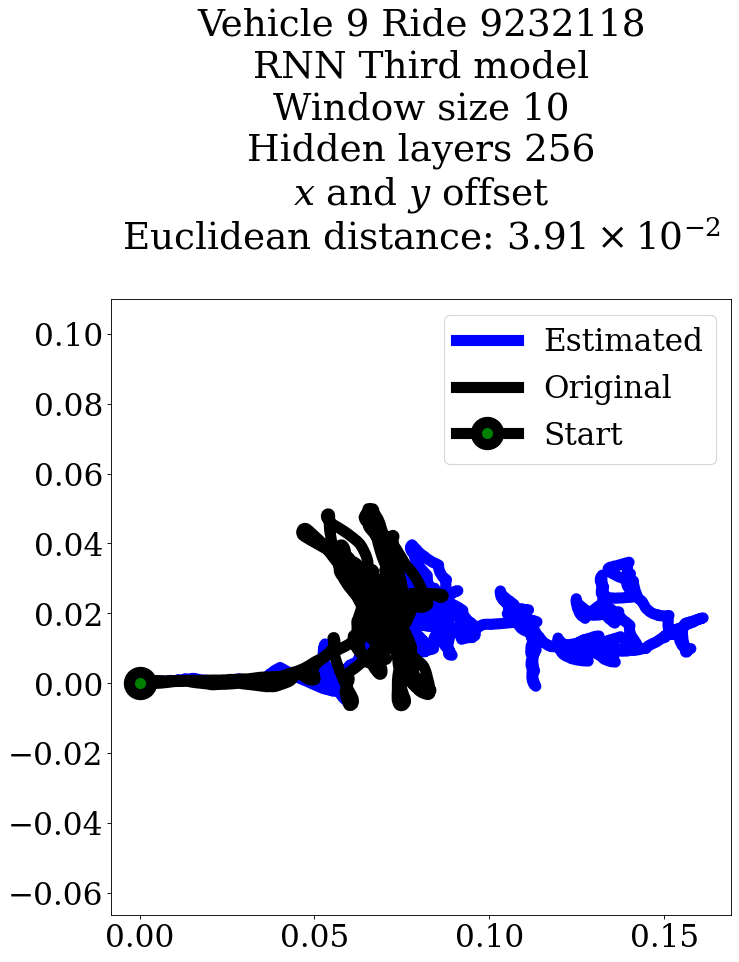 Vehicle 9 Ride 9232118
RNN Third model
Window size 10
Hidden layers 256
x and y offset
Euclidean distance: 3.91 × 10⁻²
Estimated
Original
Start
0.10
0.08
0.06
0.04
0.02
0.00
−0.02
−0.04
−0.06
0.00 0.05 0.10 0.15